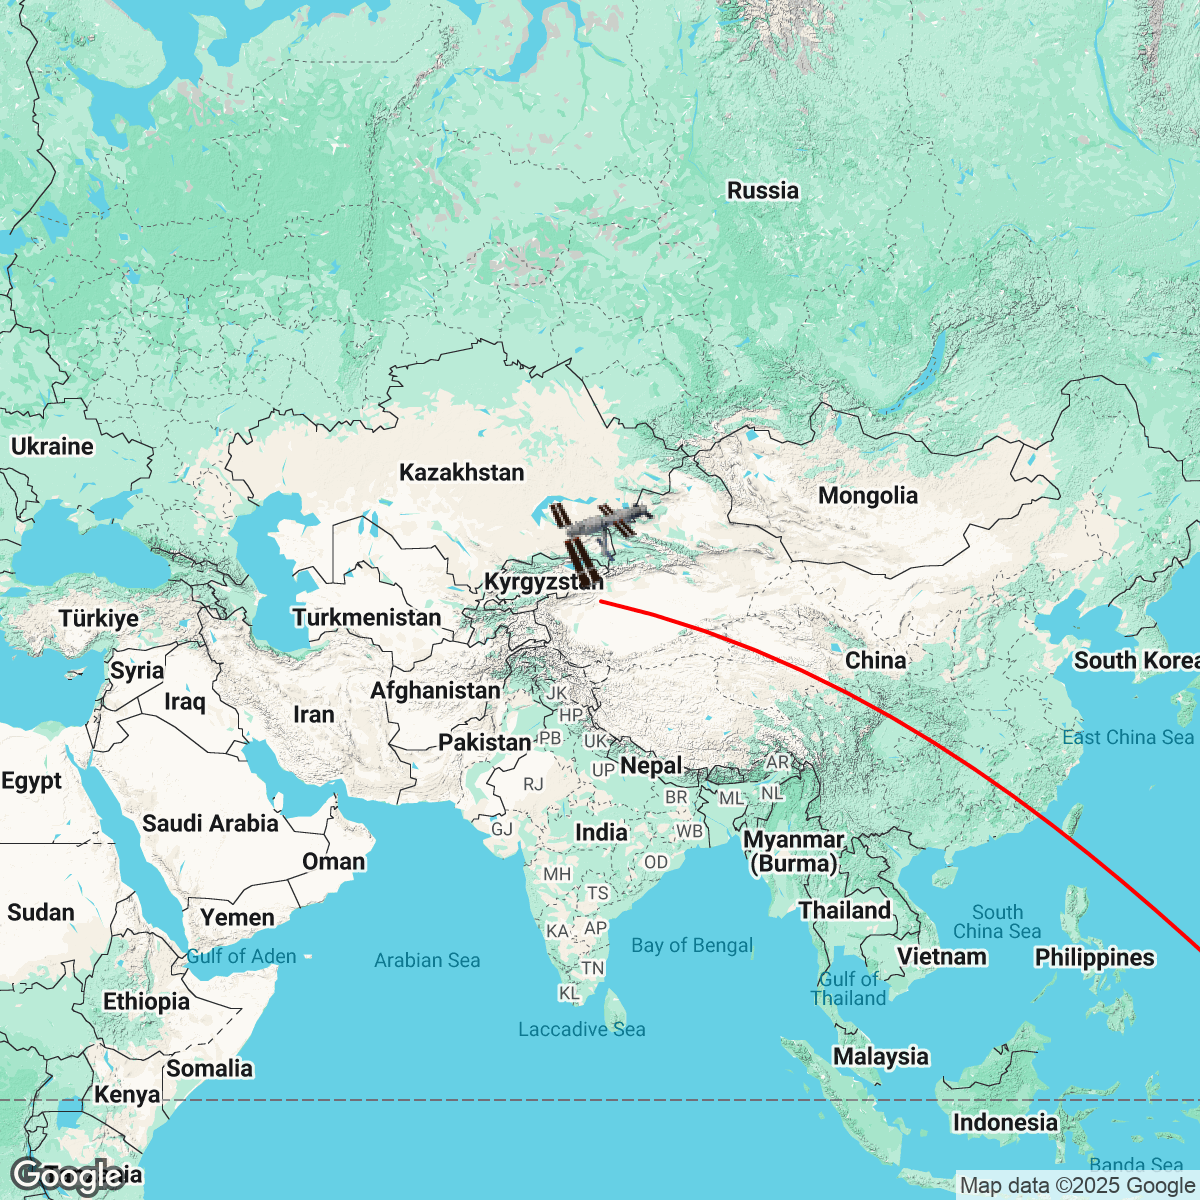 Russia
Ukraine
Kazakhstan
Mongolia
Kyrgyzstan
Türkiye
Turkmenistan
Syria
Iraq
Iran
Afghanistan
China
South Korea
JK
HP
PB
UK
Pakistan
East China Sea
Egypt
RJ
UP
Nepal
AR
BR
ML
NL
Saudi Arabia
GJ
India
WB
Myanmar
(Burma)
Oman
MH
OD
TS
Sudan
Yemen
KA
AP
Thailand
South
China Sea
Gulf of Aden
Arabian Sea
Bay of Bengal
Vietnam
Philippines
TN
Gulf of
Thailand
Ethiopia
KL
Laccadive Sea
Somalia
Malaysia
Kenya
Indonesia
Banda Sea
Google
Map data ©2025 Google